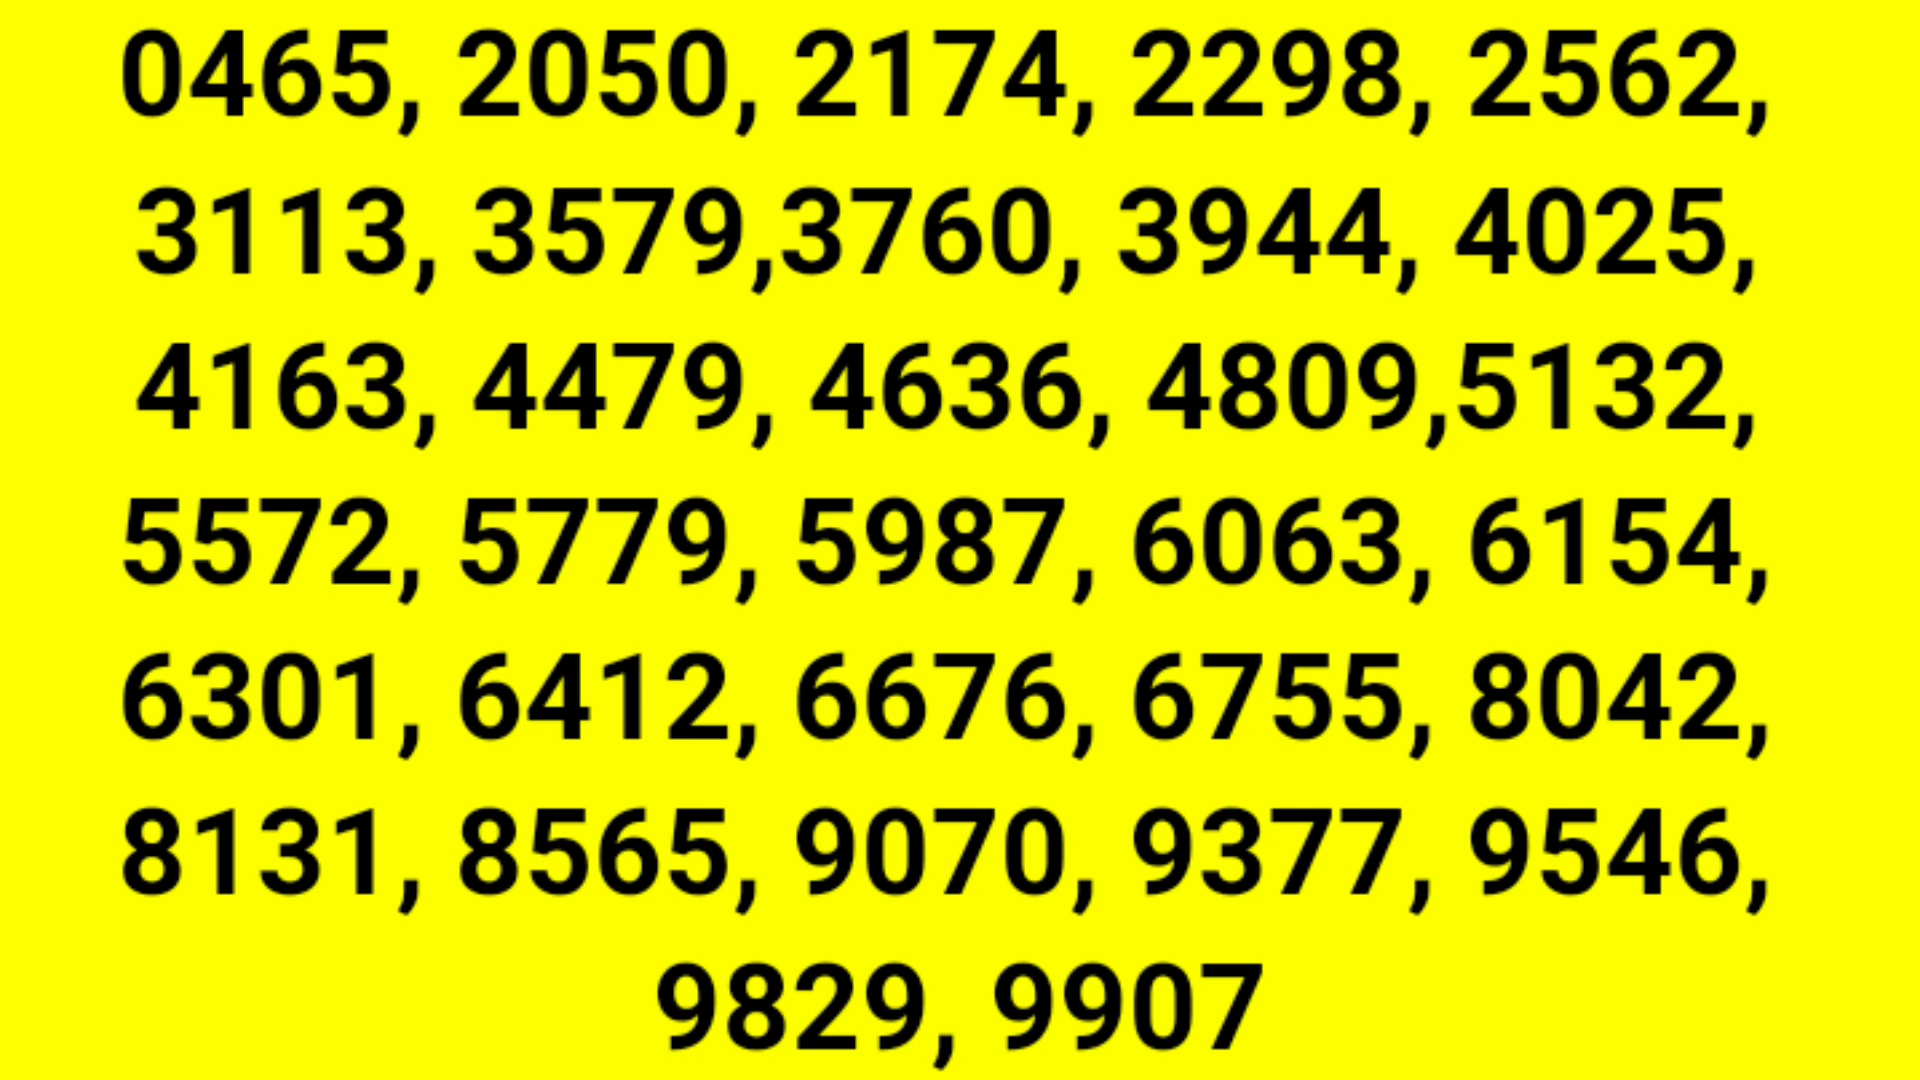 0465, 2050, 2174, 2298, 2562,
3113, 3579,3760, 3944, 4025,
4163, 4479, 4636, 4809,5132,
5572, 5779, 5987, 6063, 6154,
6301, 6412, 6676, 6755, 8042,
8131, 8565, 9070, 9377, 9546,
9829, 9907